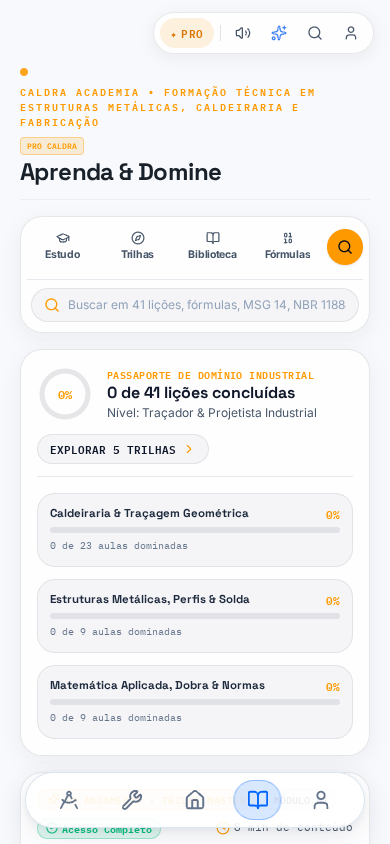 PRO
CALDRA ACADEMIA • FORMAÇÃO TÉCNICA EM
ESTRUTURAS METÁLICAS, CALDEIRARIA E
FABRICAÇÃO
PRO CALDRA
Aprenda & Domine
Estudo
Trilhas
Biblioteca
Fórmulas
Buscar em 41 lições, fórmulas, MSG 14, NBR 1188
0%
PASSAPORTE DE DOMÍNIO INDUSTRIAL
0 de 41 lições concluídas
Nível: Traçador & Projetista Industrial
EXPLORAR 5 TRILHAS
Caldeiraria & Traçagem Geométrica 0%
0 de 23 aulas dominadas
Estruturas Metálicas, Perfis & Solda 0%
0 de 9 aulas dominadas
Matemática Aplicada, Dobra & Normas 0%
0 de 9 aulas dominadas
Acesso Completo
min de conteúdo